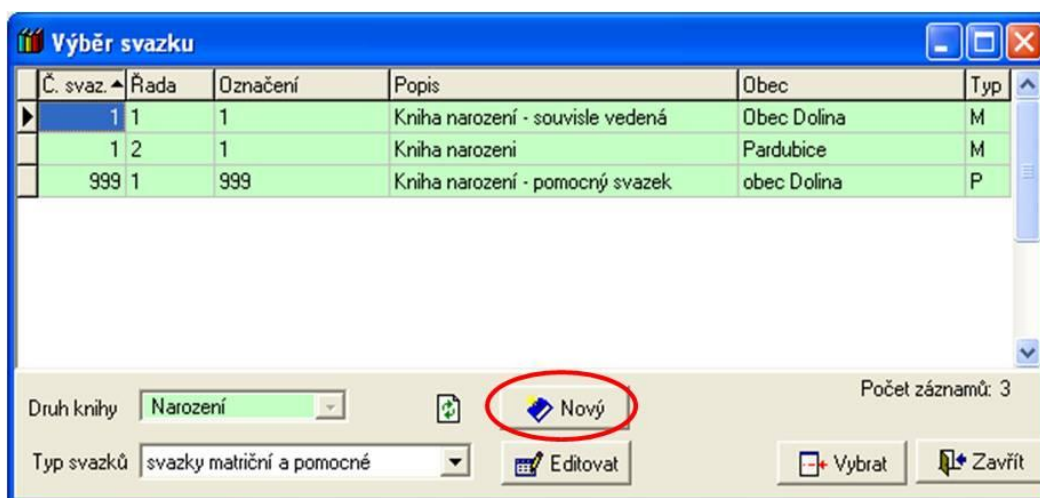 Výběr svazku
Č. svaz. Řada Označení Popis Obec Typ
1 1 1 Kniha narození - souvisle vedená Obec Dolina M
1 2 1 Kniha narozeni Pardubice M
999 1 999 Kniha narození - pomocný svazek obec Dolina P
Počet záznamů: 3
Druh knihy Narození Nový
Typ svazků svazky matriční a pomocné Editovat Vybrat Zavřít